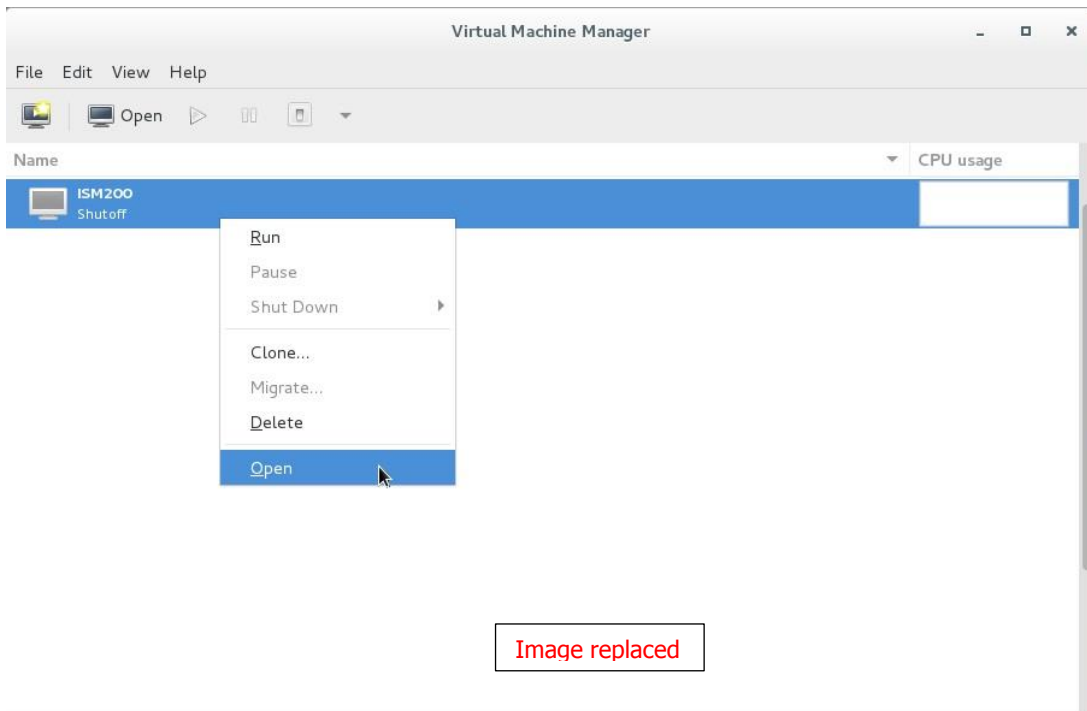 Virtual Machine Manager
File Edit View Help
Open
Name CPU usage
ISM200
Shutoff
Run
Pause
Shut Down
Clone...
Migrate...
Delete
Open
Image replaced